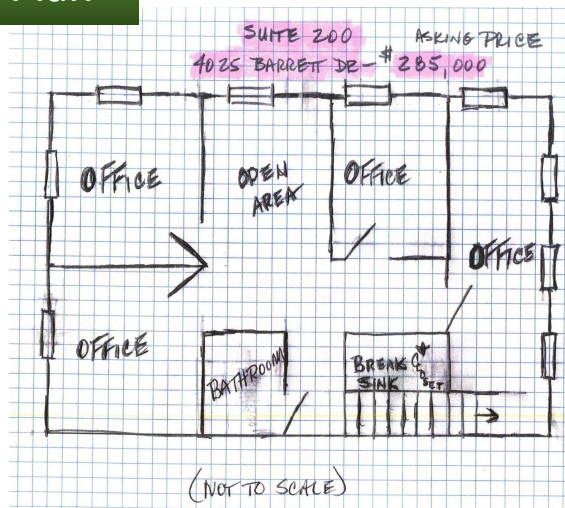 SUITE 200
4025 BARRETT DR -
ASKING PRICE
$285,000
OFFICE
OPEN
AREA
OFFICE
OFFICE
OFFICE
BATHROOM
BREAK &
SINK
CLOSET
(NOT TO SCALE)